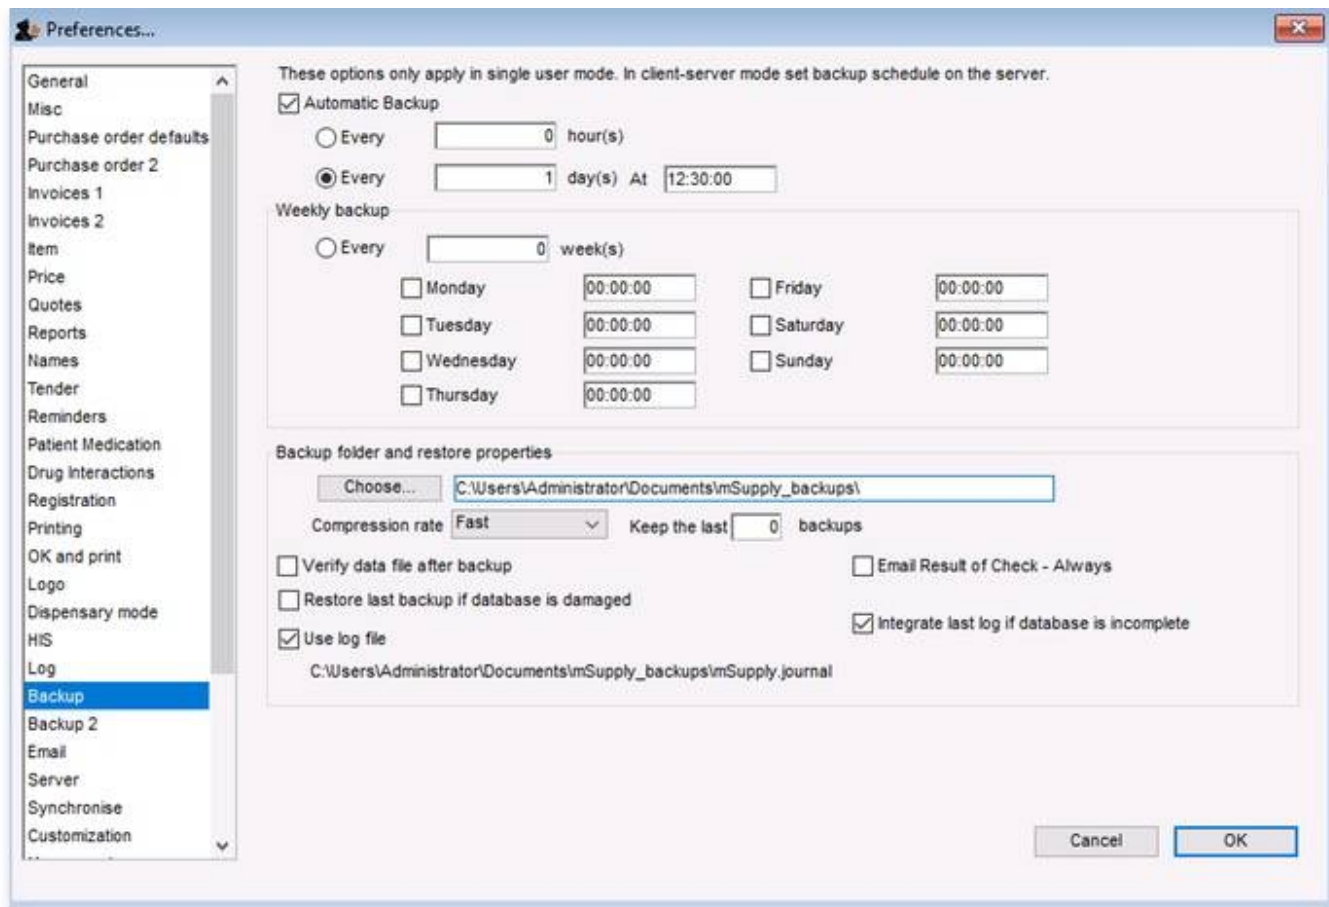 Preferences...
General
Misc
Purchase order defaults
Purchase order 2
Invoices 1
Invoices 2
Item
Price
Quotes
Reports
Names
Tender
Reminders
Patient Medication
Drug Interactions
Registration
Printing
OK and print
Logo
Dispensary mode
HIS
Log
Backup
Backup 2
Email
Server
Synchronise
Customization
These options only apply in single user mode. In client-server mode set backup schedule on the server.
Automatic Backup
Every 0 hour(s)
Every 1 day(s) At 12:30:00
Weekly backup
Every 0 week(s)
Monday 00:00:00 Friday 00:00:00
Tuesday 00:00:00 Saturday 00:00:00
Wednesday 00:00:00 Sunday 00:00:00
Thursday 00:00:00
Backup folder and restore properties
Choose... C:\Users\Administrator\Documents\mSupply_backups\
Compression rate Fast Keep the last 0 backups
Verify data file after backup Email Result of Check - Always
Restore last backup if database is damaged
Integrate last log if database is incomplete
Use log file
C:\Users\Administrator\Documents\mSupply_backups\mSupply.journal
Cancel OK